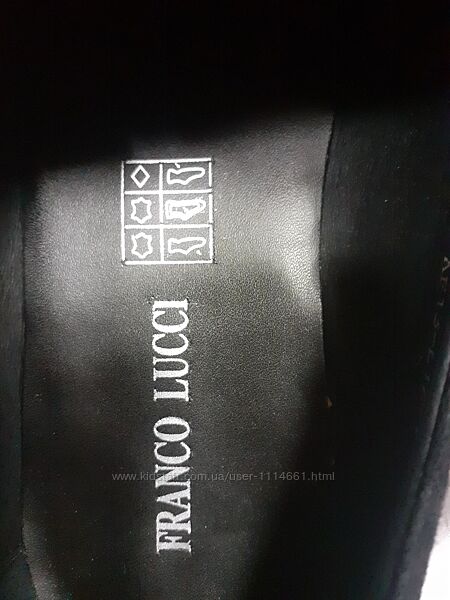 FRANCO LUCCI
www.kidstaff.com.ua/user-1114661.html